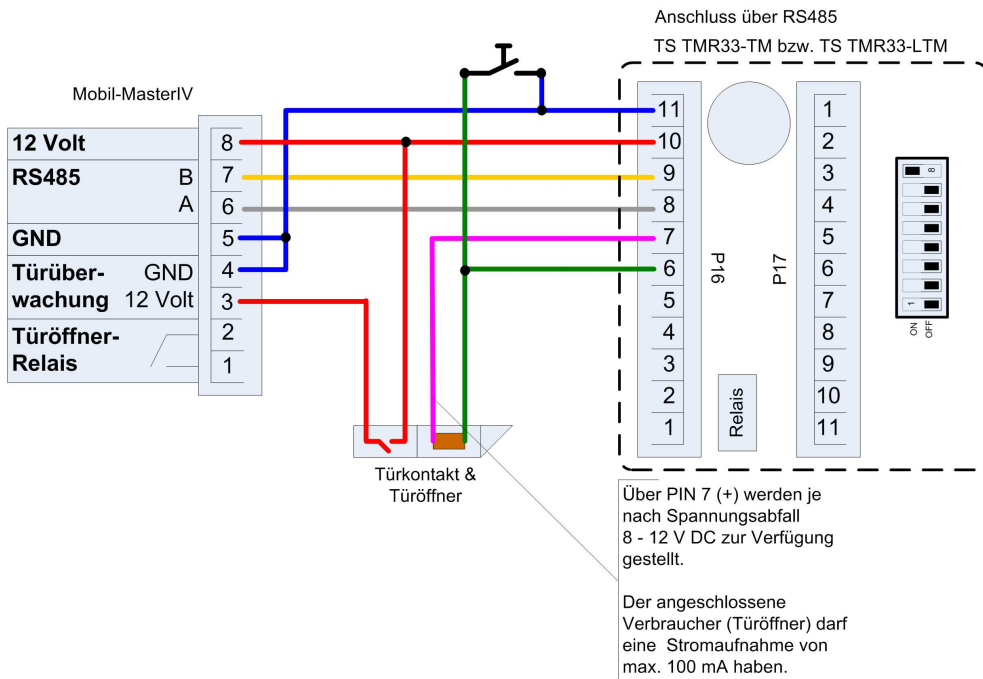 Anschluss über RS485
TS TMR33-TM bzw. TS TMR33-LTM
Mobil-MasterIV
12 Volt 8
RS485 B 7
A 6
GND 5
Türüber- GND 4
wachung 12 Volt 3
Türöffner- 2
Relais 1
11
10
9
8
7
6
5
4
3
2
1
P16
Relais
P17
1
2
3
4
5
6
7
8
9
10
11
8
1
ON
OFF
Türkontakt &
Türöffner
Über PIN 7 (+) werden je
nach Spannungsabfall
8 - 12 V DC zur Verfügung
gestellt.
Der angeschlossene
Verbraucher (Türöffner) darf
eine Stromaufnahme von
max. 100 mA haben.